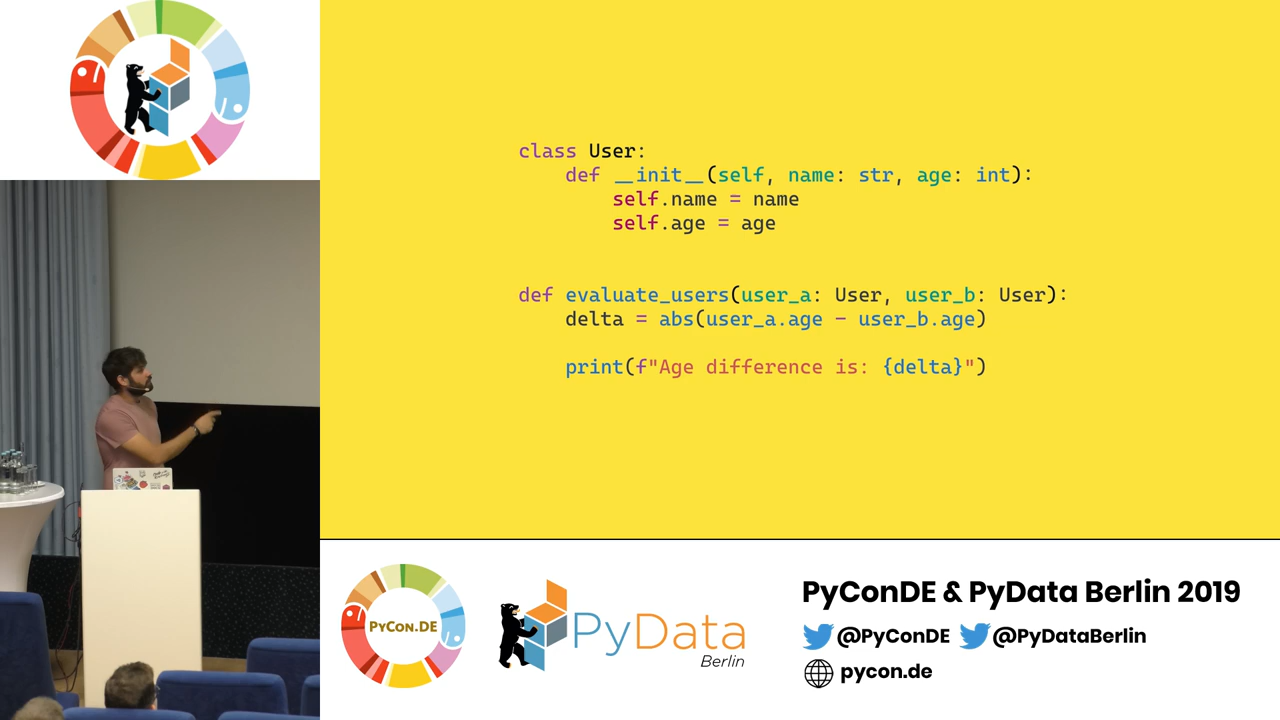 class User:
    def __init__(self, name: str, age: int):
        self.name = name
        self.age = age
def evaluate_users(user_a: User, user_b: User):
    delta = abs(user_a.age - user_b.age)
    print(f"Age difference is: {delta}")
PyCon.DE
PyData
Berlin
PyConDE & PyData Berlin 2019
@PyConDE @PyDataBerlin
pycon.de